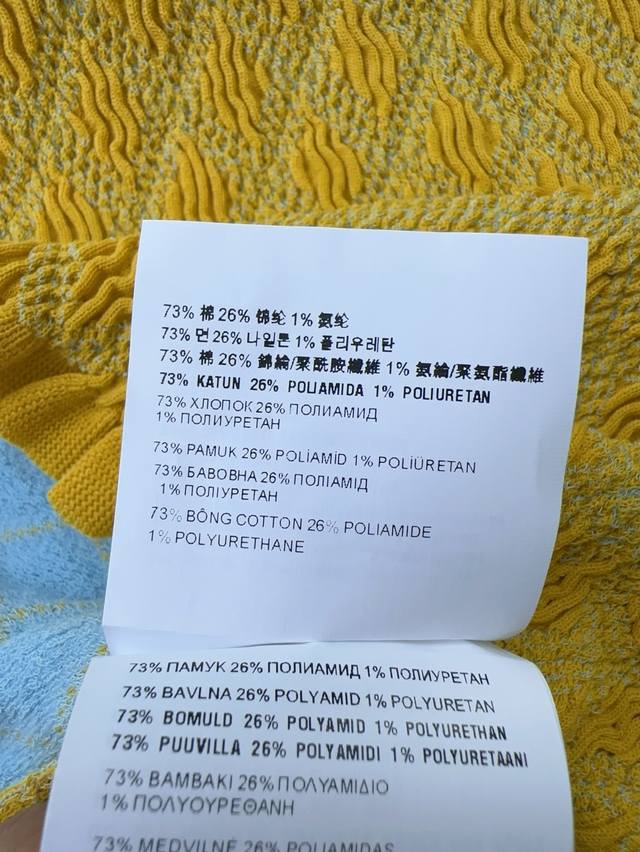 73% 棉 26% 锦纶 1% 氨纶
73% 면 26% 나일론 1% 폴리우레탄
73% 棉 26% 錦綸/聚酰胺纖維 1% 氨綸/聚氨酯纖維
73% KATUN 26% POLIAMIDA 1% POLIURETAN
73% ХЛОПОК 26% ПОЛИАМИД
1% ПОЛИУРЕТАН
73% PAMUK 26% POLİAMİD 1% POLİÜRETAN
73% БАВОВНА 26% ПОЛІАМІД
1% ПОЛІУРЕТАН
73% BÔNG COTTON 26% POLIAMIDE
1% POLYURETHANE
73% ПАМУК 26% ПОЛИАМИД 1% ПОЛИУРЕТАН
73% BAVLNA 26% POLYAMID 1% POLYURETAN
73% BOMULD 26% POLYAMID 1% POLYURETHAN
73% PUUVILLA 26% POLYAMIDI 1% POLYURETAANI
73% ΒΑΜΒΑΚΙ 26% ΠΟΛΥΑΜΙΔΙΟ
1% ΠΟΛΥΟΥΡΕΘΑΝΗ
73% MEDVILNĖ 26% POLIAMIDAS